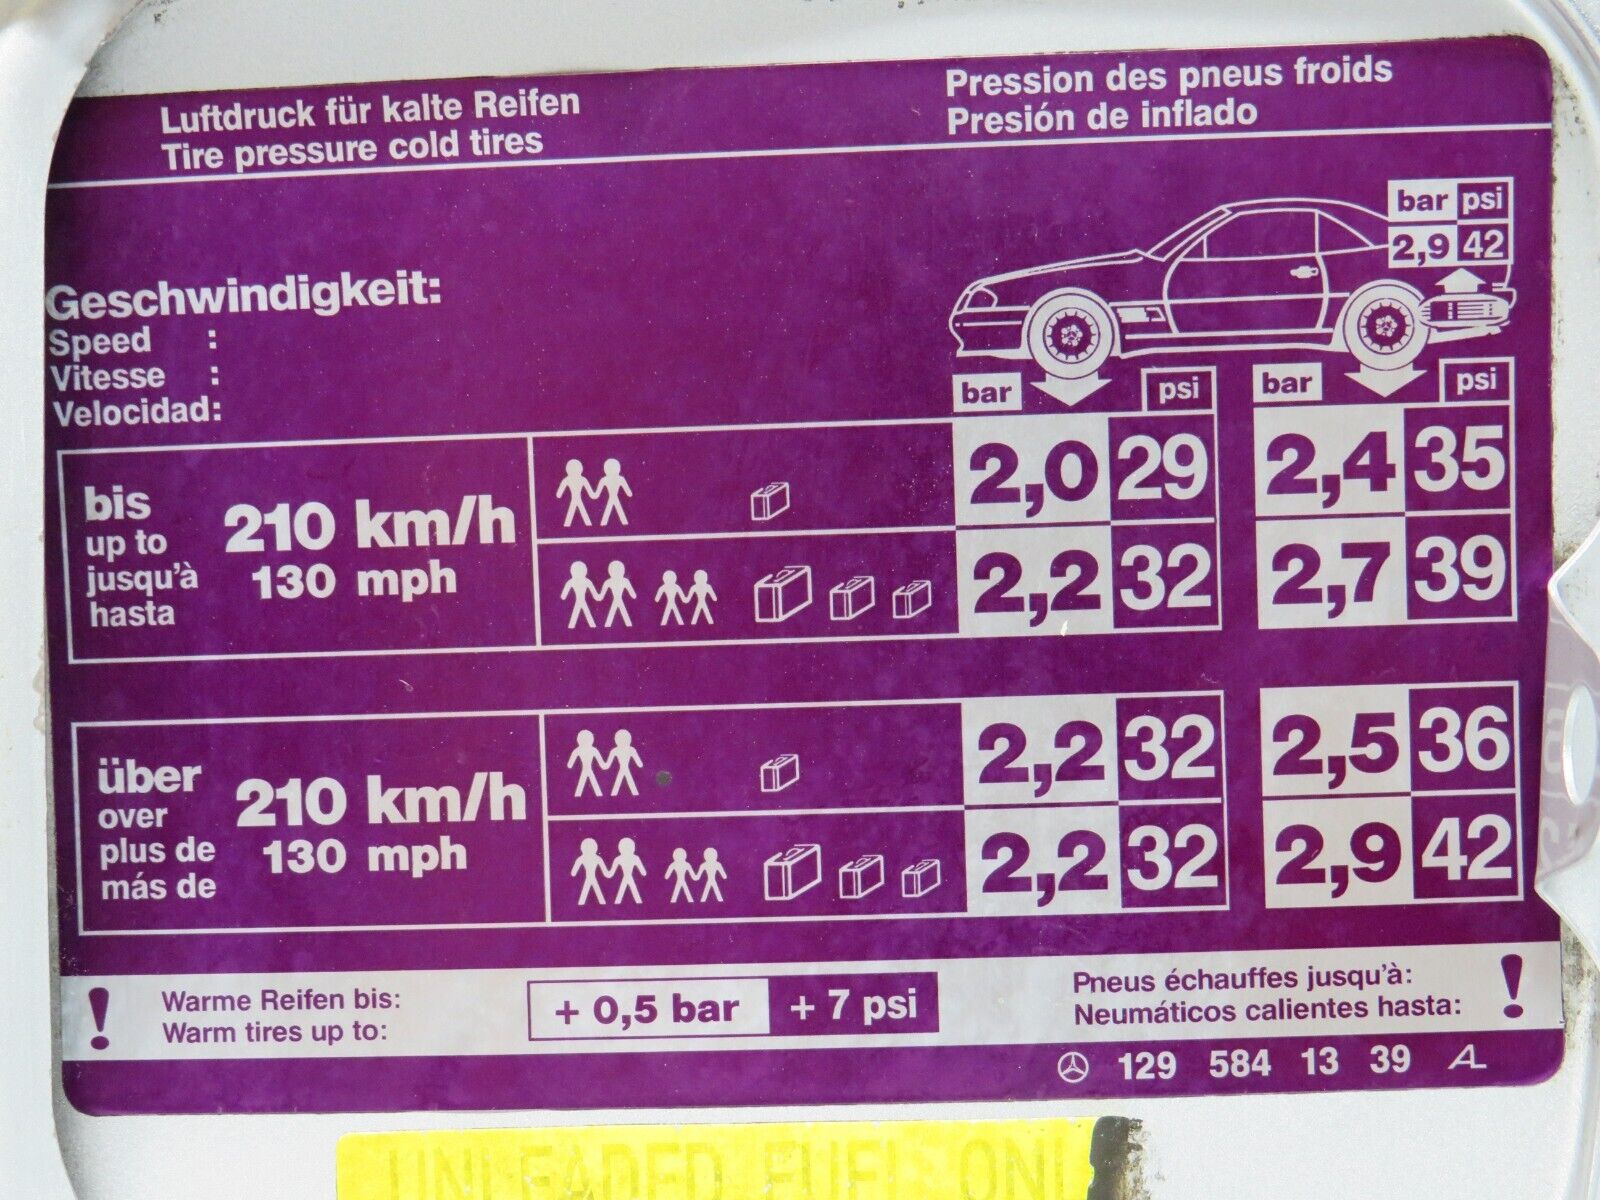 Luftdruck für kalte Reifen
Tire pressure cold tires
Pression des pneus froids
Presión de inflado
bar psi
2,9 42
Geschwindigkeit:
Speed :
Vitesse :
Velocidad:
bar psi bar psi
bis
up to
jusqu'à
hasta
210 km/h
130 mph
2,0 29 2,4 35
2,2 32 2,7 39
über
over
plus de
más de
210 km/h
130 mph
2,2 32 2,5 36
2,2 32 2,9 42
! Warme Reifen bis:
Warm tires up to:
+ 0,5 bar + 7 psi
Pneus échauffes jusqu'à: !
Neumáticos calientes hasta:
129 584 13 39 AL
UNLEADED FUEL